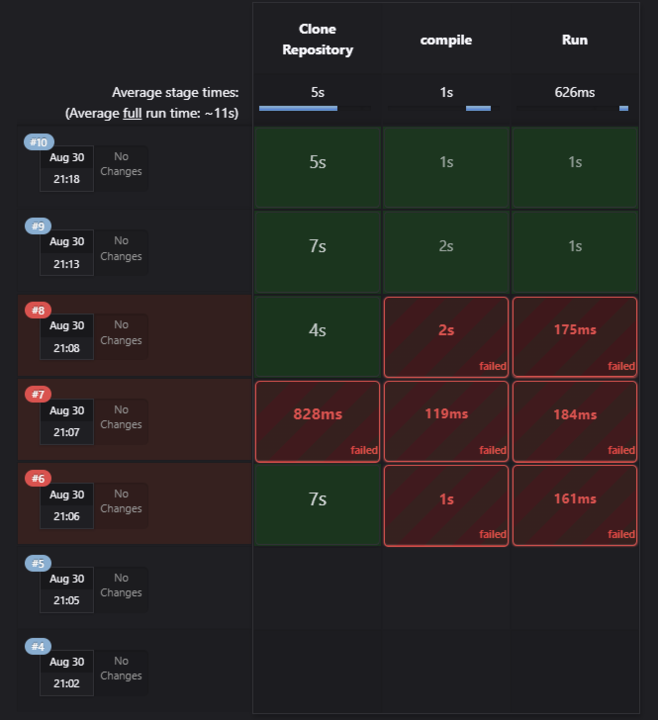 Clone
Repository
compile
Run
Average stage times:
5s
1s
626ms
(Average full run time: ~11s)
#10
Aug 30
21:18
No
Changes
5s
1s
1s
#9
Aug 30
21:13
No
Changes
7s
2s
1s
#8
Aug 30
21:08
No
Changes
4s
2s
failed
175ms
failed
#7
Aug 30
21:07
No
Changes
828ms
failed
119ms
failed
184ms
failed
#6
Aug 30
21:06
No
Changes
7s
1s
failed
161ms
failed
#5
Aug 30
21:05
No
Changes
#4
Aug 30
21:02
No
Changes